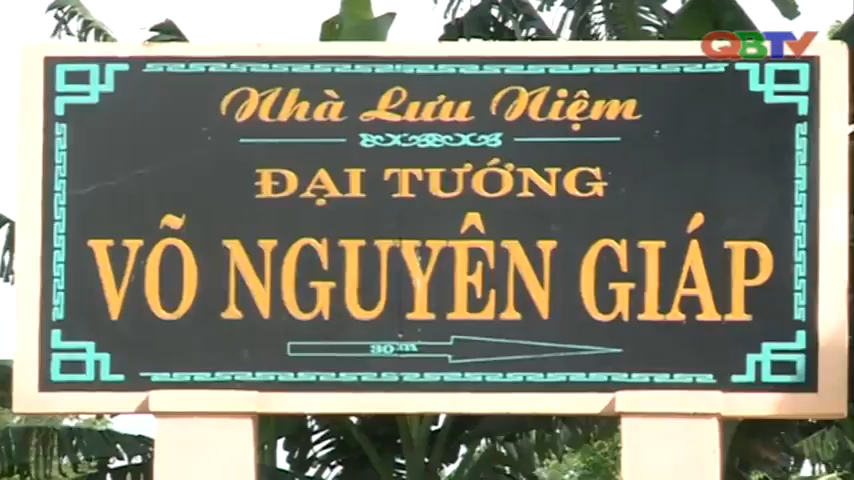 QBTV
Nhà Lưu Niệm
ĐẠI TƯỚNG
VÕ NGUYÊN GIÁP
30m